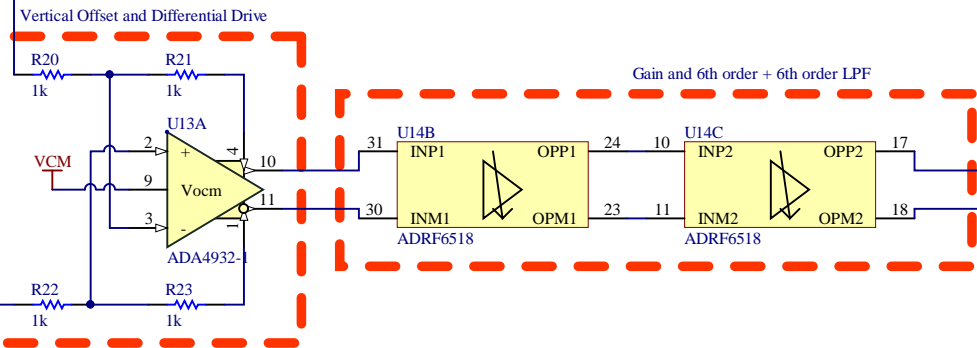 Vertical Offset and Differential Drive
R20
1k
R21
1k
Gain and 6th order + 6th order LPF
U13A
2
+
4
10
VCM
9
Vocm
11
3
-
1
ADA4932-1
R22
1k
R23
1k
U14B
31
INP1
OPP1
24
30
INM1
OPM1
23
ADRF6518
U14C
10
INP2
OPP2
17
11
INM2
OPM2
18
ADRF6518